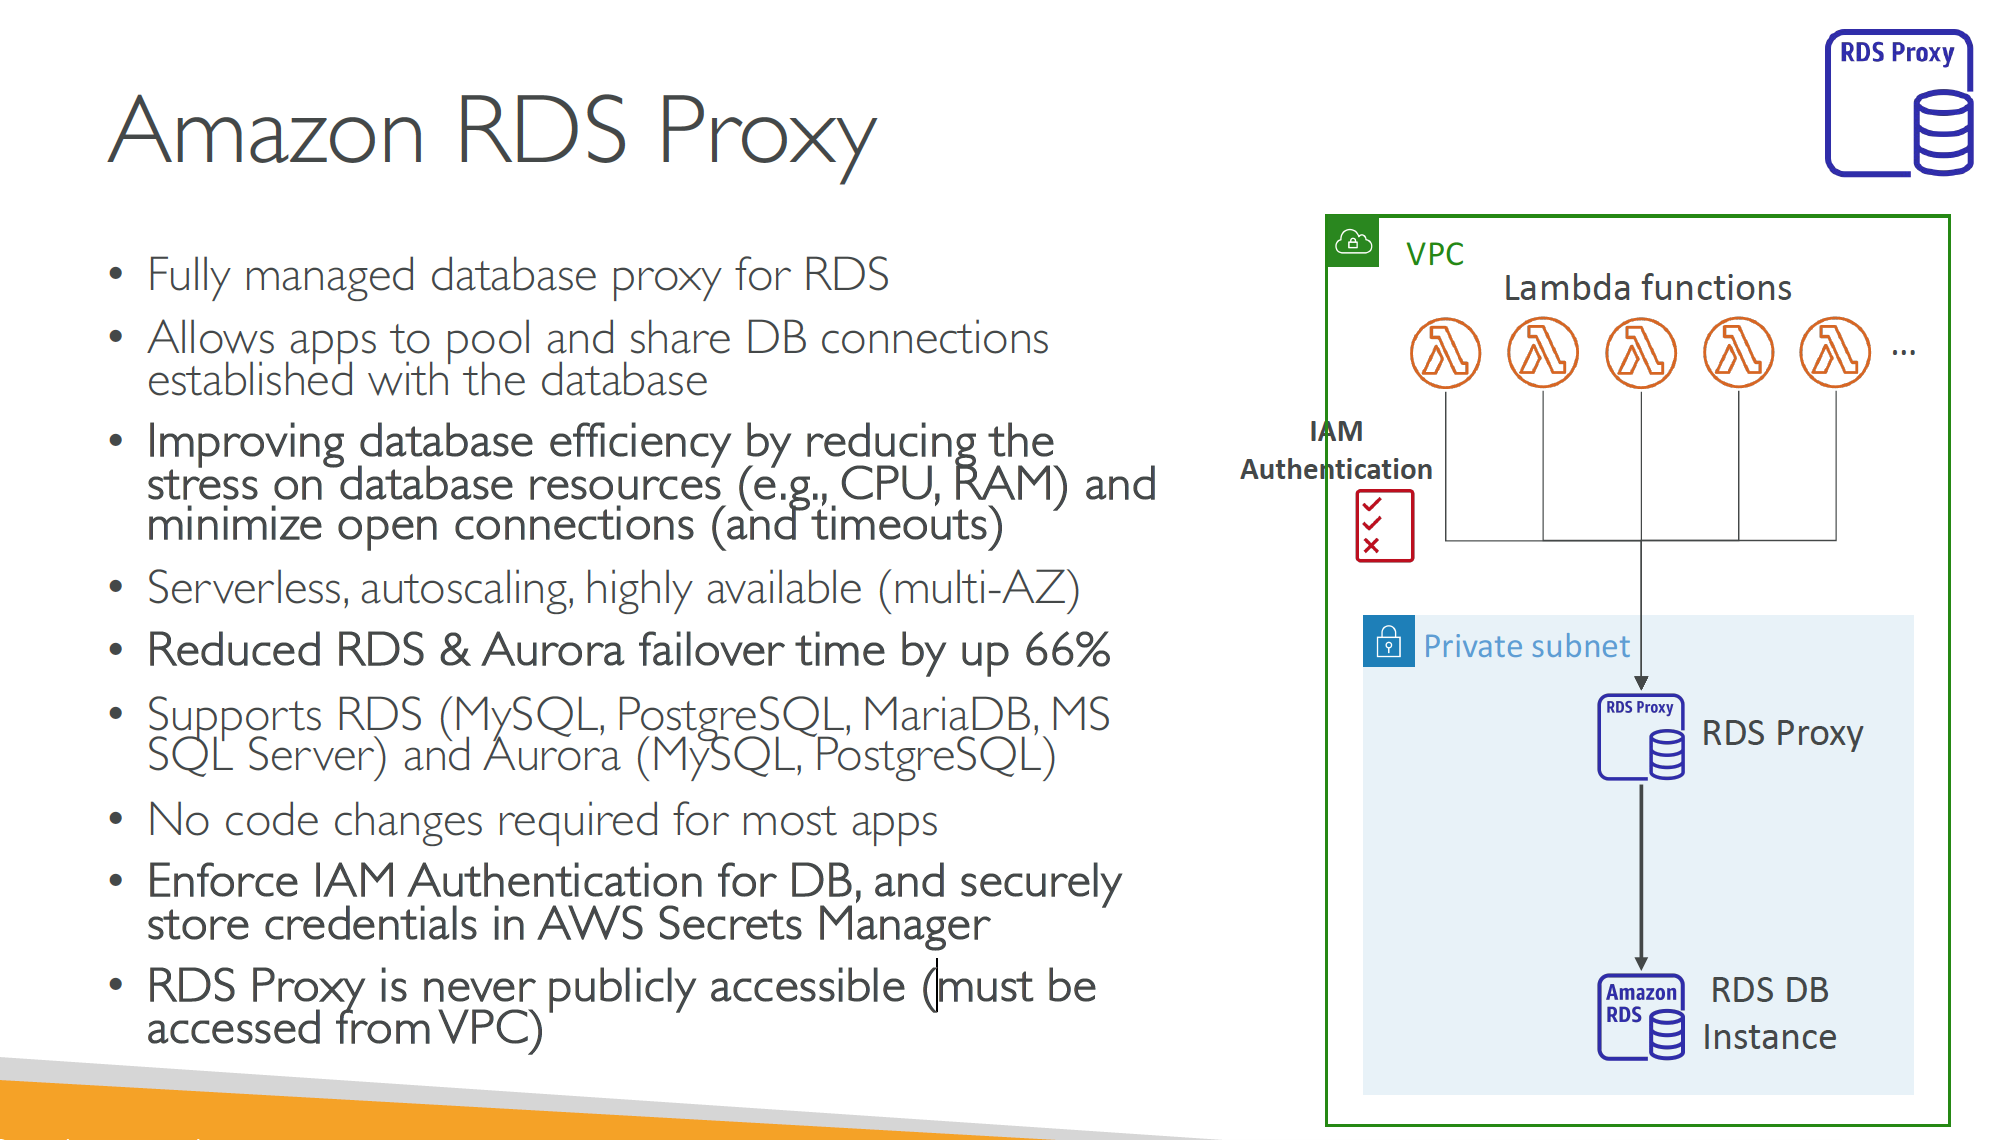 RDS Proxy
Amazon RDS Proxy
• Fully managed database proxy for RDS
• Allows apps to pool and share DB connections
established with the database
• Improving database efficiency by reducing the
stress on database resources (e.g., CPU, RAM) and
minimize open connections (and timeouts)
• Serverless, autoscaling, highly available (multi-AZ)
• Reduced RDS & Aurora failover time by up 66%
• Supports RDS (MySQL, PostgreSQL, MariaDB, MS
SQL Server) and Aurora (MySQL, PostgreSQL)
• No code changes required for most apps
• Enforce IAM Authentication for DB, and securely
store credentials in AWS Secrets Manager
• RDS Proxy is never publicly accessible (must be
accessed from VPC)
VPC
Lambda functions
...
IAM
Authentication
Private subnet
RDS Proxy
RDS Proxy
Amazon
RDS
RDS DB
Instance